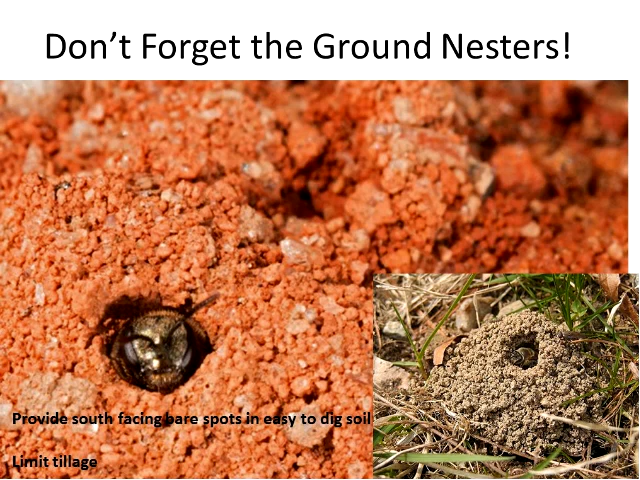 Don’t Forget the Ground Nesters!
Provide south facing bare spots in easy to dig soil
Limit tillage